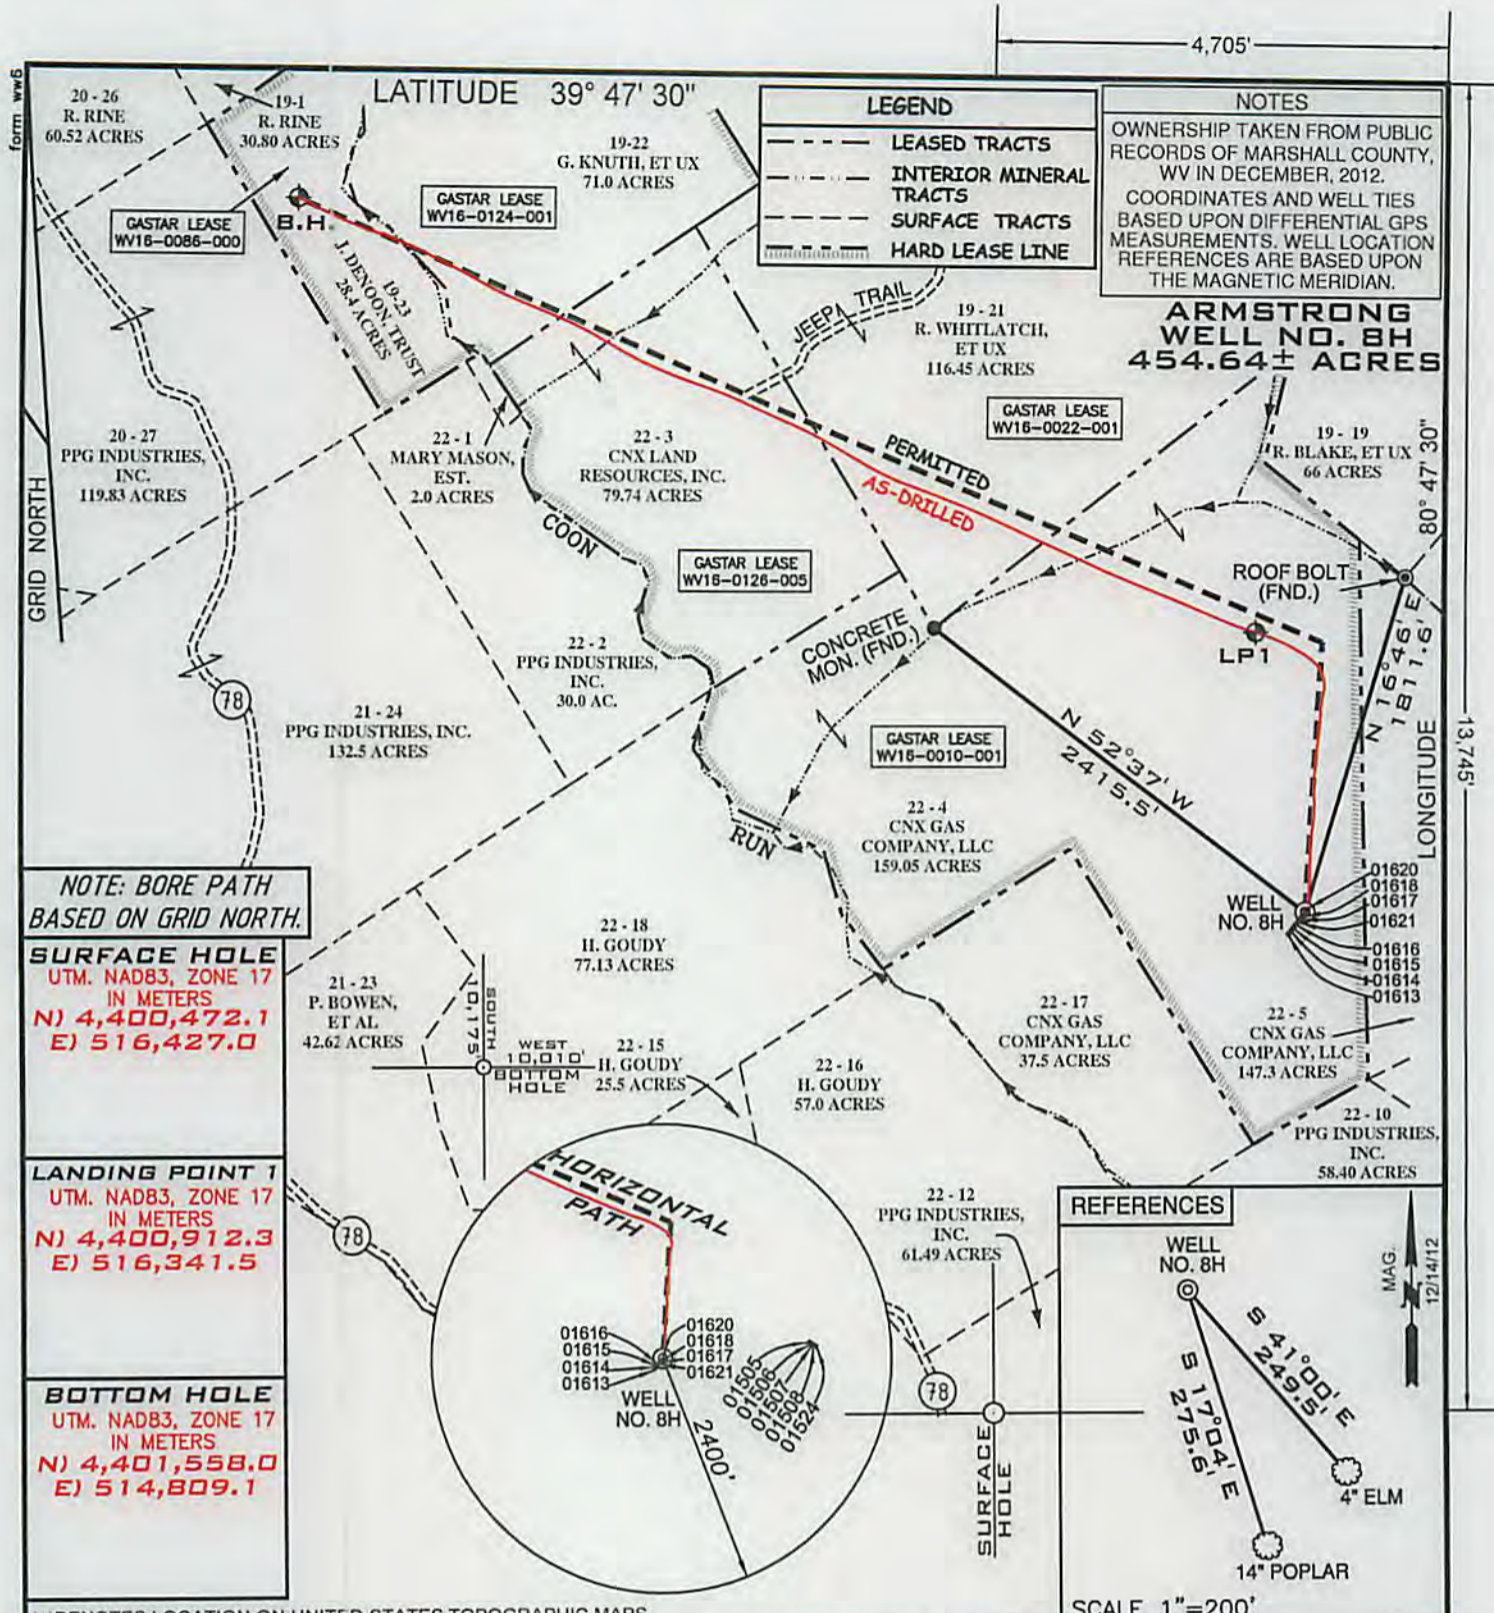 4,705'
form ww6
LATITUDE 39° 47' 30"
20 - 26
R. RINE
60.52 ACRES
19-1
R. RINE
30.80 ACRES
19-22
G. KNUTH, ET UX
71.0 ACRES
GASTAR LEASE
WV16-0086-000
GASTAR LEASE
WV16-0124-001
B.H.
LEGEND
LEASED TRACTS
INTERIOR MINERAL
TRACTS
SURFACE TRACTS
HARD LEASE LINE
NOTES
OWNERSHIP TAKEN FROM PUBLIC
RECORDS OF MARSHALL COUNTY,
WV IN DECEMBER, 2012.
COORDINATES AND WELL TIES
BASED UPON DIFFERENTIAL GPS
MEASUREMENTS. WELL LOCATION
REFERENCES ARE BASED UPON
THE MAGNETIC MERIDIAN.
ARMSTRONG
WELL NO. 8H
454.64± ACRES
19-23
J. DENOON, TRUST
28.4 ACRES
JEEP TRAIL
19 - 21
R. WHITLATCH,
ET UX
116.45 ACRES
GASTAR LEASE
WV16-0022-001
19 - 19
R. BLAKE, ET UX
66 ACRES
80° 47' 30"
LONGITUDE
13,745'
20 - 27
PPG INDUSTRIES,
INC.
119.83 ACRES
GRID NORTH
22 - 1
MARY MASON,
EST.
2.0 ACRES
22 - 3
CNX LAND
RESOURCES, INC.
79.74 ACRES
PERMITTED
AS-DRILLED
COON
GASTAR LEASE
WV16-0126-005
ROOF BOLT
(FND.)
CONCRETE
MON. (FND.)
LP1
N 16°46' E
1811.6'
22 - 2
PPG INDUSTRIES,
INC.
30.0 AC.
78
21 - 24
PPG INDUSTRIES, INC.
132.5 ACRES
GASTAR LEASE
WV16-0010-001
N 52°37' W
2415.5'
22 - 4
CNX GAS
COMPANY, LLC
159.05 ACRES
RUN
WELL
NO. 8H
01620
01618
01617
01621
01616
01615
01614
01613
NOTE: BORE PATH
BASED ON GRID NORTH.
SURFACE HOLE
UTM. NAD83, ZONE 17
IN METERS
N) 4,400,472.1
E) 516,427.0
22 - 18
H. GOUDY
77.13 ACRES
21 - 23
P. BOWEN,
ET AL
42.62 ACRES
SOUTH
10,175'
WEST
10,010'
BOTTOM
HOLE
22 - 15
H. GOUDY
25.5 ACRES
22 - 16
H. GOUDY
57.0 ACRES
22 - 17
CNX GAS
COMPANY, LLC
37.5 ACRES
22 - 5
CNX GAS
COMPANY, LLC
147.3 ACRES
22 - 10
PPG INDUSTRIES,
INC.
58.40 ACRES
LANDING POINT 1
UTM. NAD83, ZONE 17
IN METERS
N) 4,400,912.3
E) 516,341.5
78
HORIZONTAL
PATH
01616
01615
01614
01613
01620
01618
01617
01621
WELL
NO. 8H
01505
01506
01507
01508
01524
2400'
22 - 12
PPG INDUSTRIES,
INC.
61.49 ACRES
78
SURFACE
HOLE
BOTTOM HOLE
UTM. NAD83, ZONE 17
IN METERS
N) 4,401,558.0
E) 514,809.1
REFERENCES
WELL
NO. 8H
MAG.
12/14/12
S 41°00' E
249.5'
S 17°04' E
275.6'
4" ELM
14" POPLAR
SCALE 1"=200'
DENOTES LOCATION ON UNITED STATES TOPOGRAPHIC MAPS